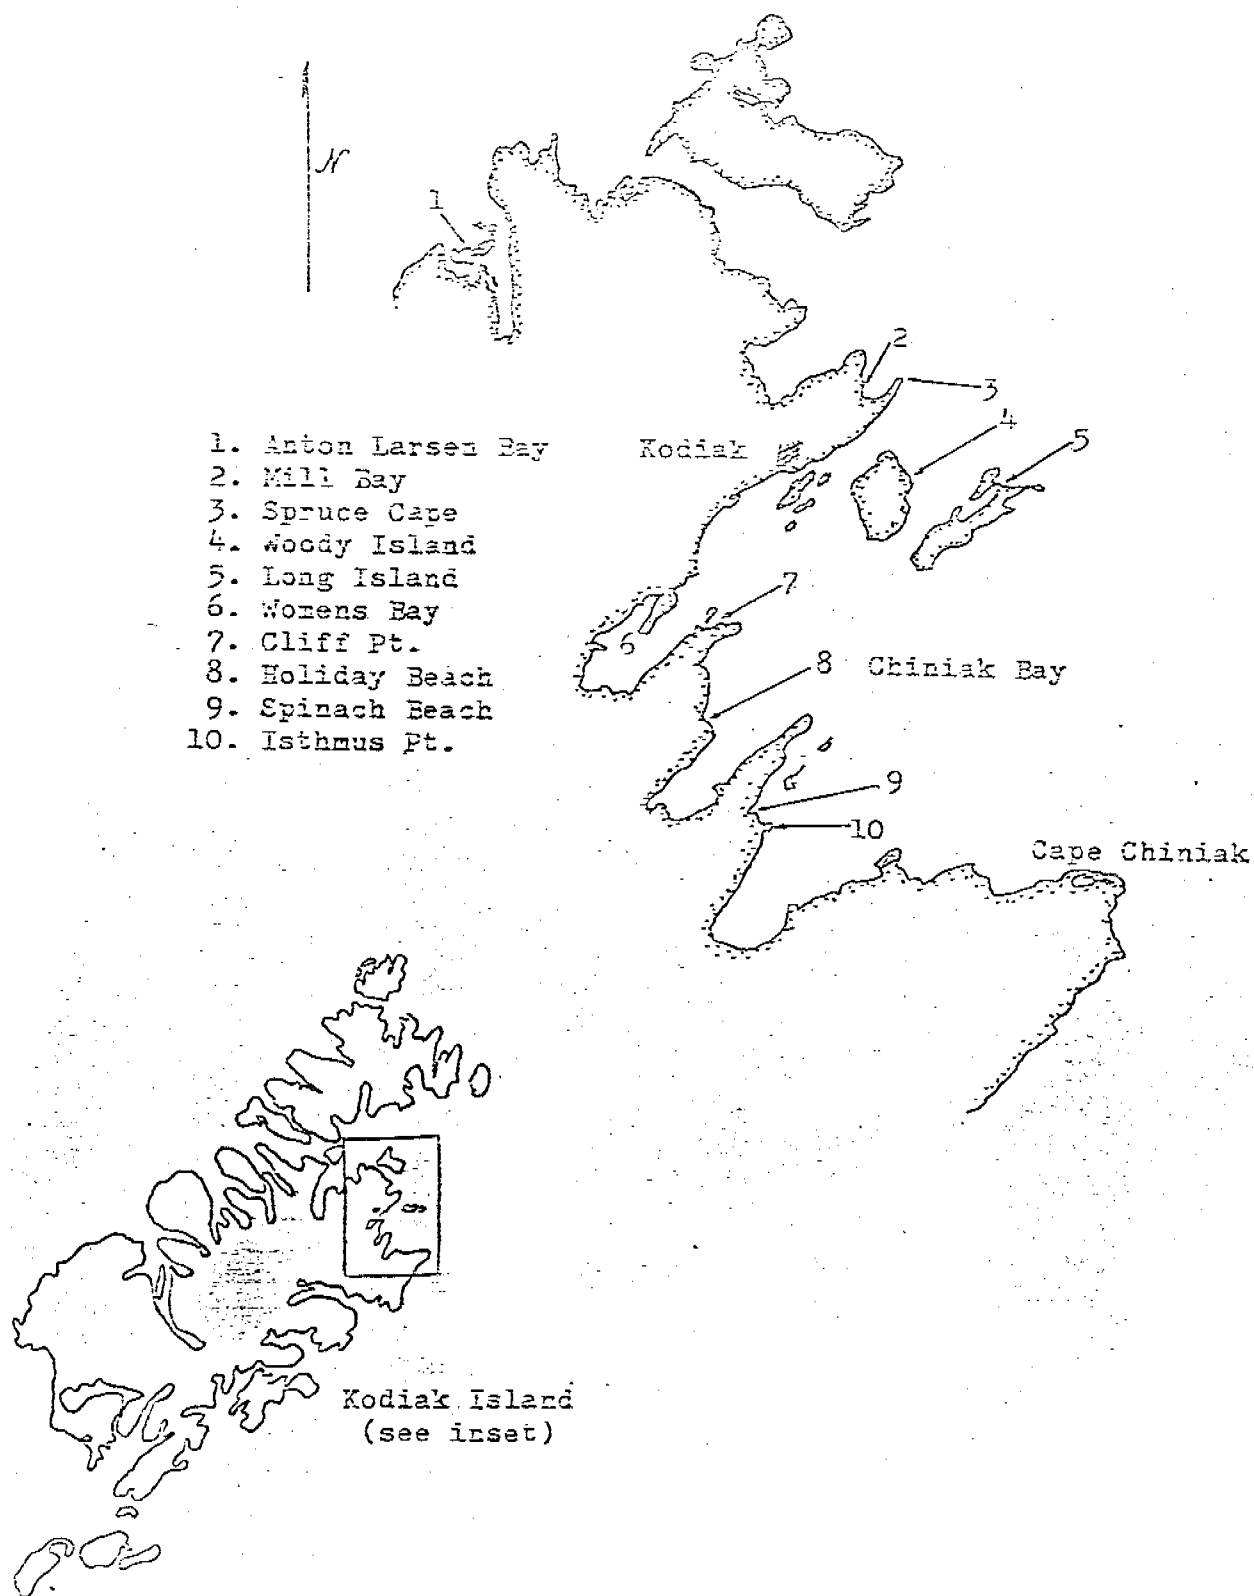 N
1
2
3
4
5
1. Anton Larsen Bay
2. Mill Bay
3. Spruce Cape
4. Woody Island
5. Long Island
6. Womens Bay
7. Cliff Pt.
8. Holiday Beach
9. Spinach Beach
10. Isthmus Pt.
Kodiak
6
7
8 Chiniak Bay
9
10
Cape Chiniak
Kodiak Island
(see inset)